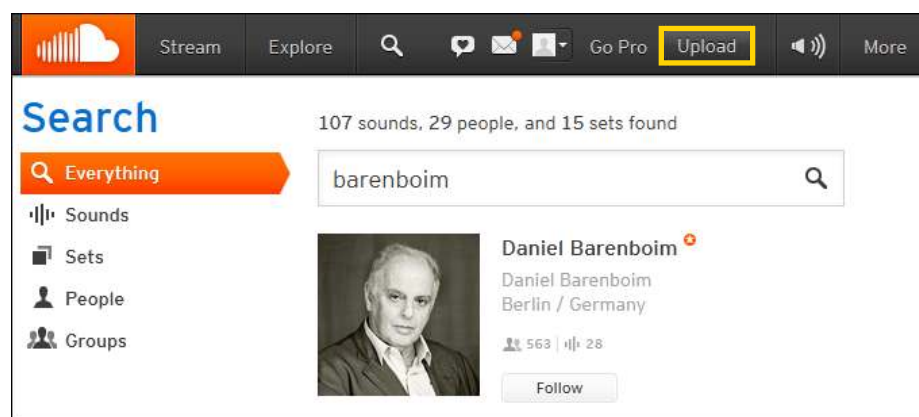 Stream Explore Go Pro Upload More
Search
107 sounds, 29 people, and 15 sets found
Everything
barenboim
Sounds
Sets
People
Groups
Daniel Barenboim
Daniel Barenboim
Berlin / Germany
563 28
Follow